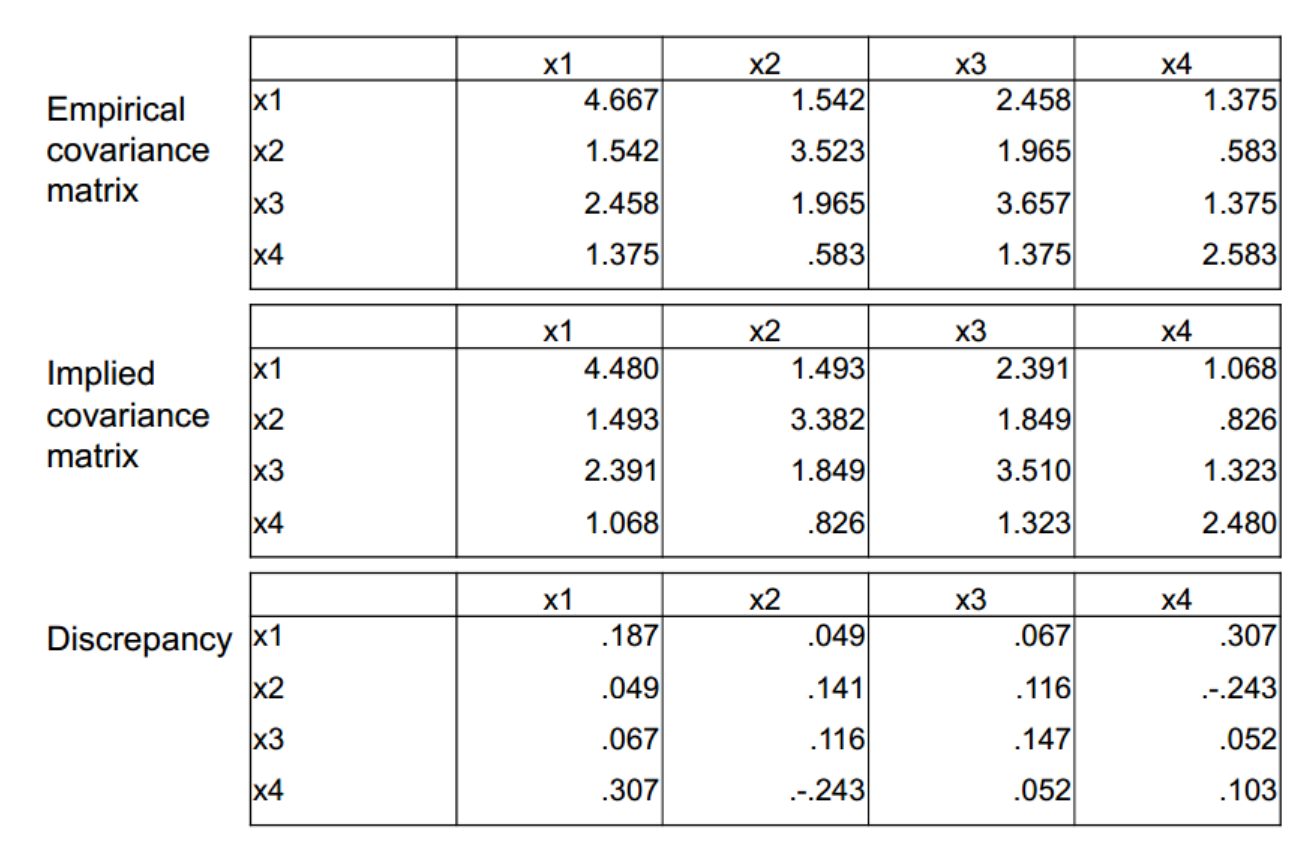 x1 x2 x3 x4
Empirical covariance matrix
x1 4.667 1.542 2.458 1.375
x2 1.542 3.523 1.965 .583
x3 2.458 1.965 3.657 1.375
x4 1.375 .583 1.375 2.583
x1 x2 x3 x4
Implied covariance matrix
x1 4.480 1.493 2.391 1.068
x2 1.493 3.382 1.849 .826
x3 2.391 1.849 3.510 1.323
x4 1.068 .826 1.323 2.480
x1 x2 x3 x4
Discrepancy
x1 .187 .049 .067 .307
x2 .049 .141 .116 .-.243
x3 .067 .116 .147 .052
x4 .307 .-.243 .052 .103